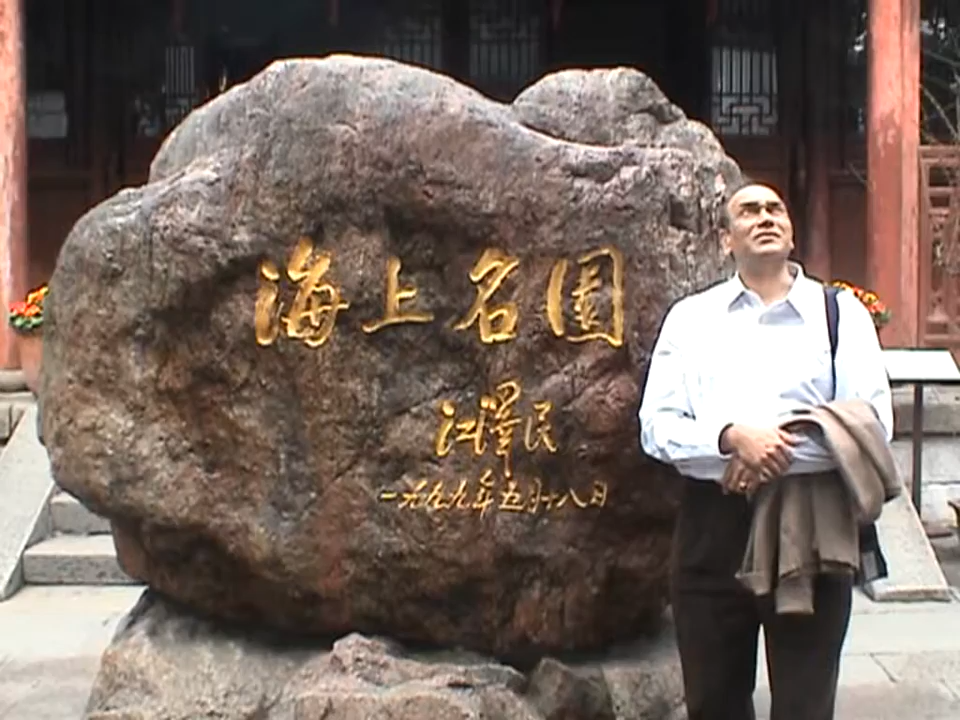 海上名園
江澤民
一九九九年五月十八日